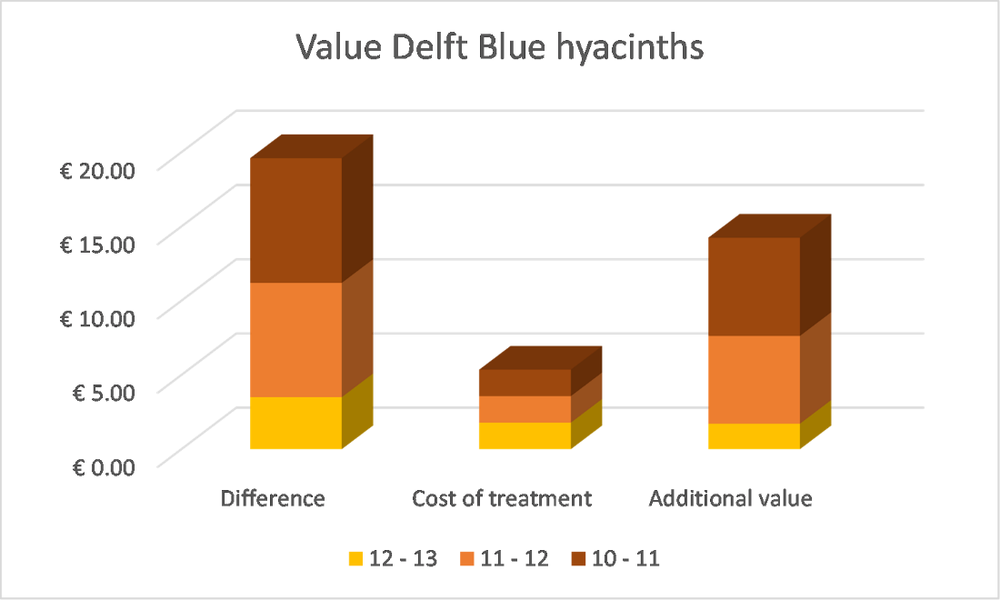 Value Delft Blue hyacinths
€ 20.00
€ 15.00
€ 10.00
€ 5.00
€ 0.00
Difference Cost of treatment Additional value
12 - 13 11 - 12 10 - 11